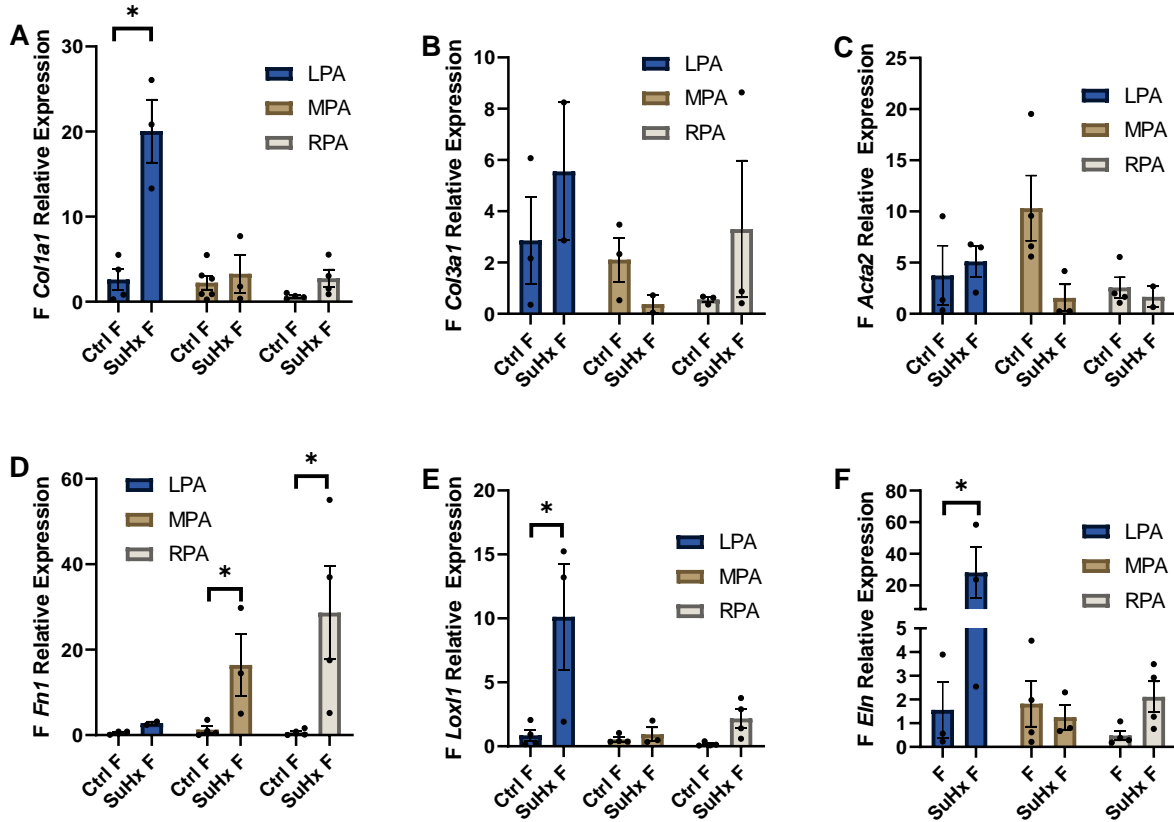 A
F Col1a1 Relative Expression
30
20
10
0
*
LPA
MPA
RPA
Ctrl F
SuHx F
Ctrl F
SuHx F
Ctrl F
SuHx F
B
F Col3a1 Relative Expression
10
8
6
4
2
0
LPA
MPA
RPA
Ctrl F
SuHx F
Ctrl F
SuHx F
Ctrl F
SuHx F
C
F Acta2 Relative Expression
25
20
15
10
5
0
LPA
MPA
RPA
Ctrl F
SuHx F
Ctrl F
SuHx F
Ctrl F
SuHx F
D
F Fn1 Relative Expression
60
40
20
0
LPA
MPA
RPA
*
*
Ctrl F
SuHx F
Ctrl F
SuHx F
Ctrl F
SuHx F
E
F Loxl1 Relative Expression
20
15
10
5
0
*
LPA
MPA
RPA
Ctrl F
SuHx F
Ctrl F
SuHx F
Ctrl F
SuHx F
F
F Eln Relative Expression
80
60
40
20
5
4
3
2
1
0
*
LPA
MPA
RPA
F
SuHx F
F
SuHx F
F
SuHx F